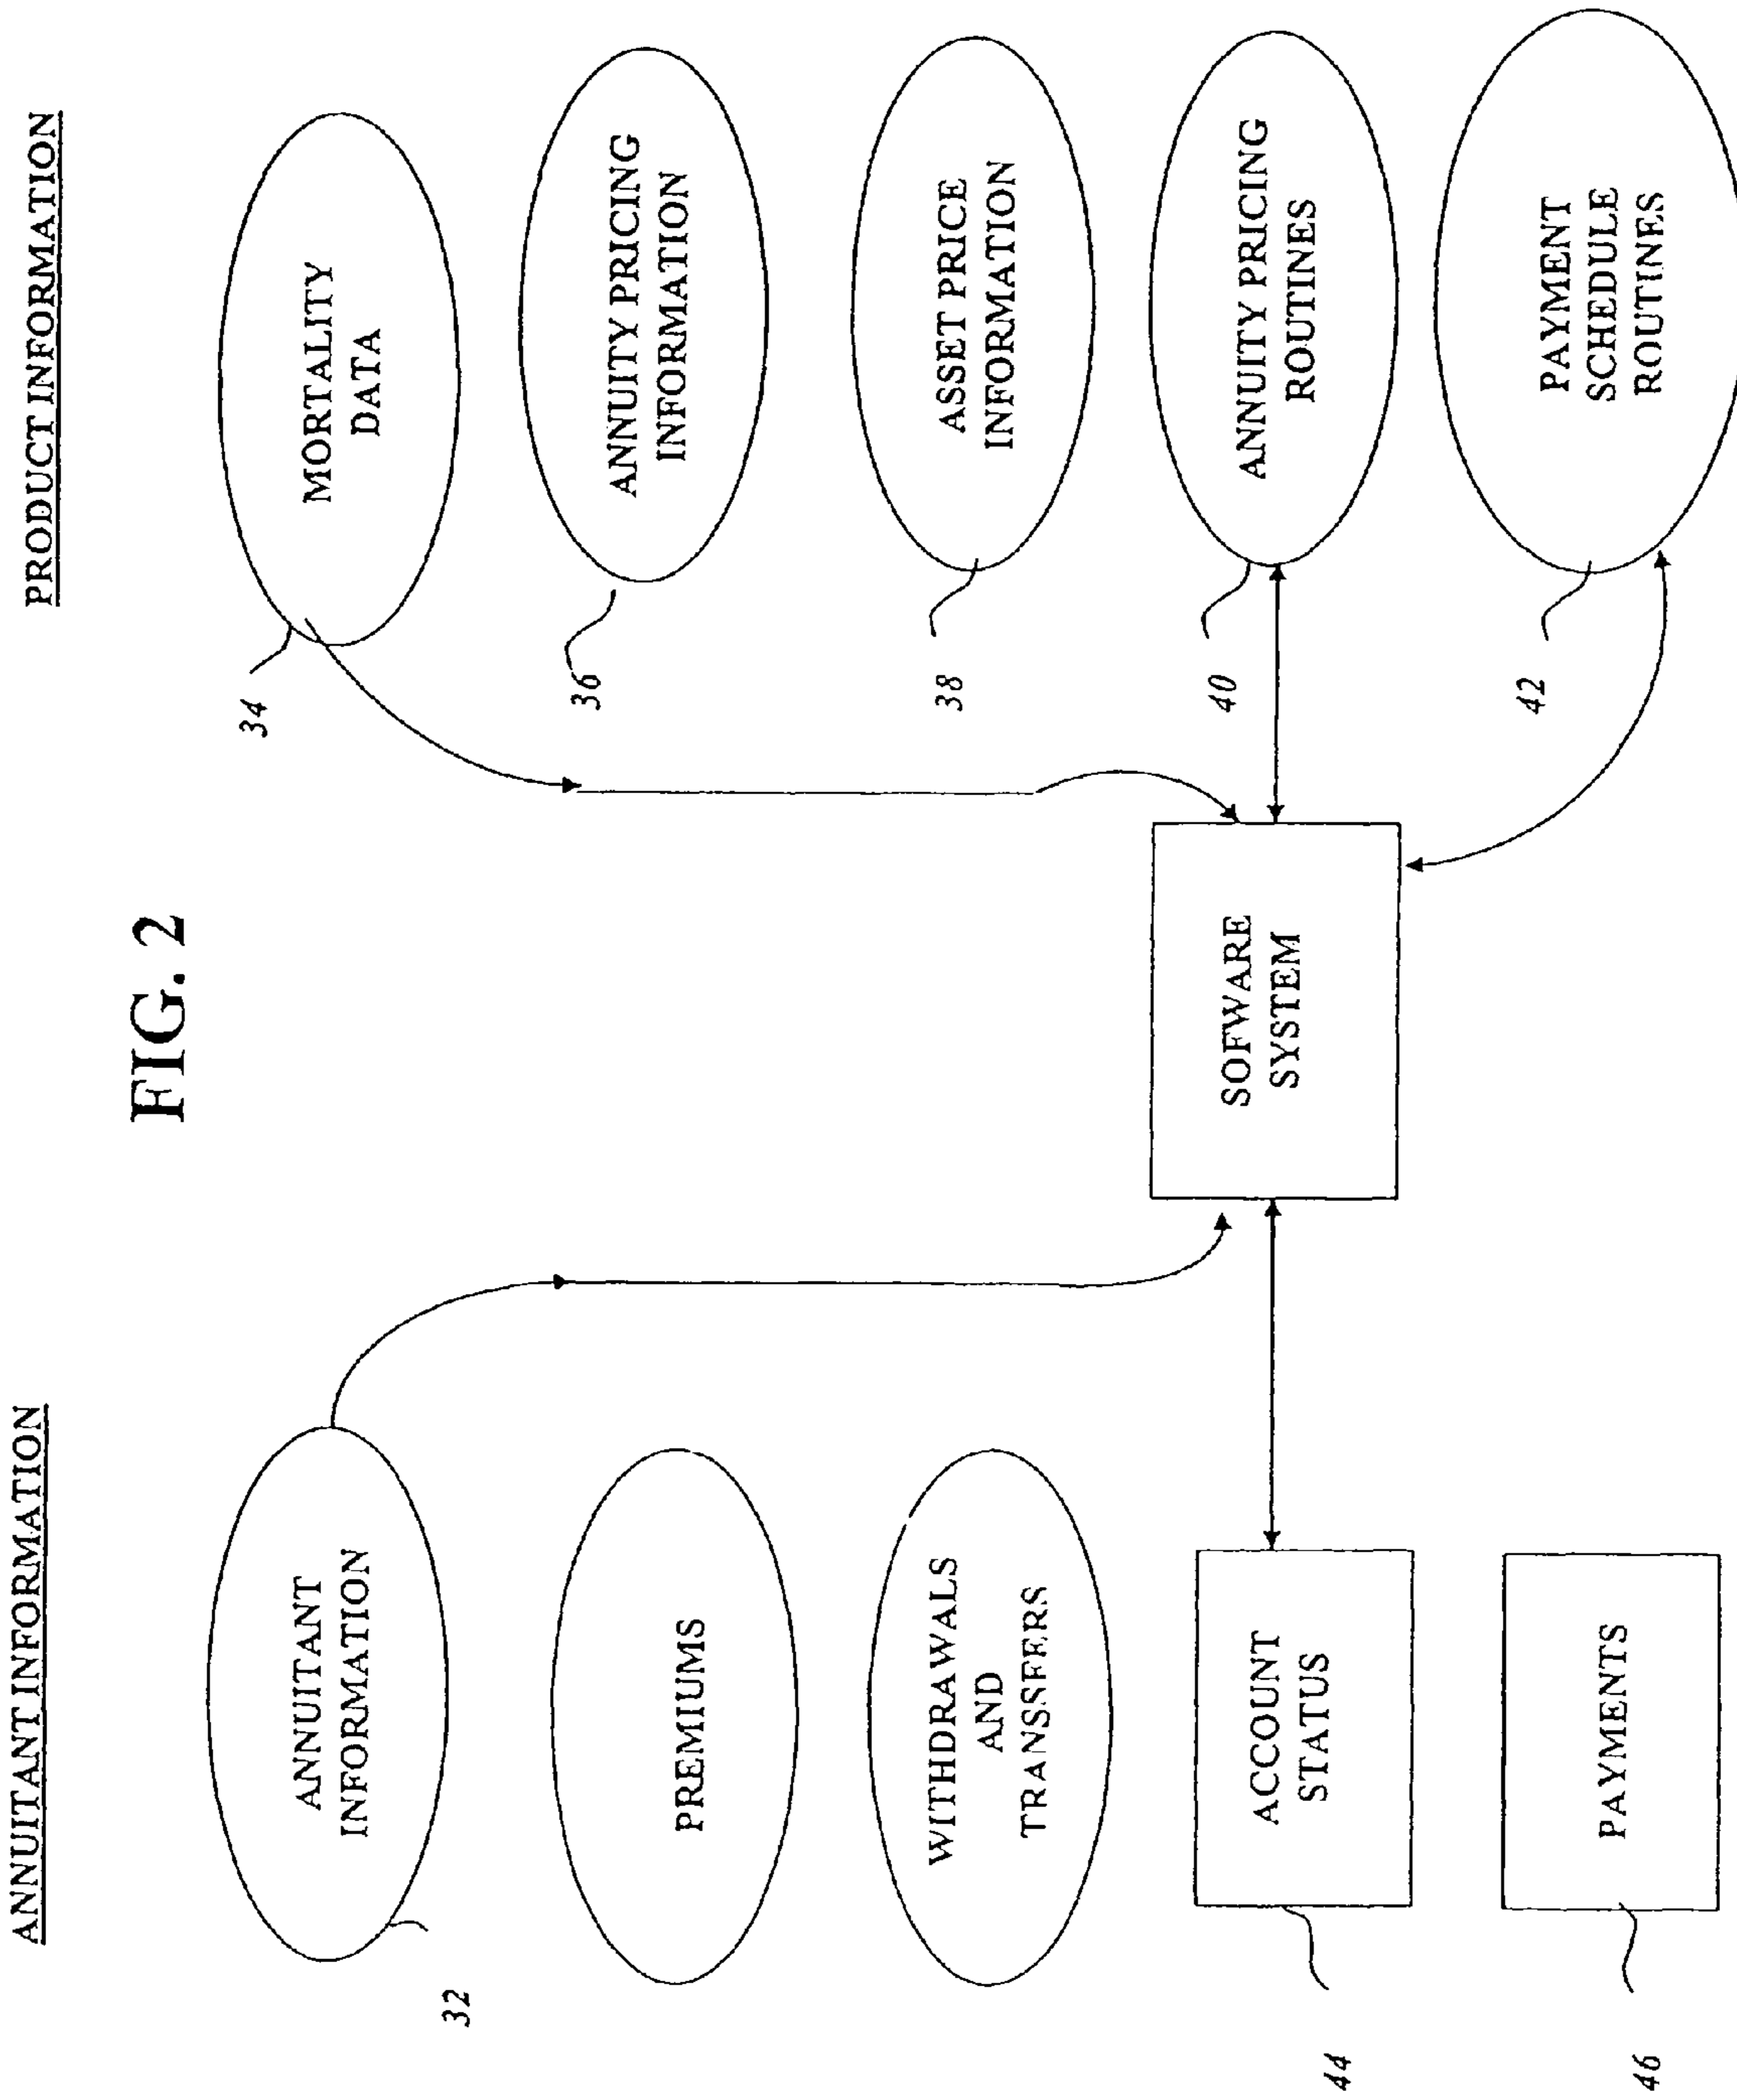 FIG. 2
ANNUITANT INFORMATION
ANNUITANT
INFORMATION
32
PREMIUMS
WITHDRAWALS
AND
TRANSFERS
ACCOUNT
STATUS
44
PAYMENTS
46
SOFWARE
SYSTEM
PRODUCT INFORMATION
MORTALITY
DATA
34
ANNUITY PRICING
INFORMATION
36
ASSET PRICE
INFORMATION
38
ANNUITY PRICING
ROUTINES
40
PAYMENT
SCHEDULE
ROUTINES
42